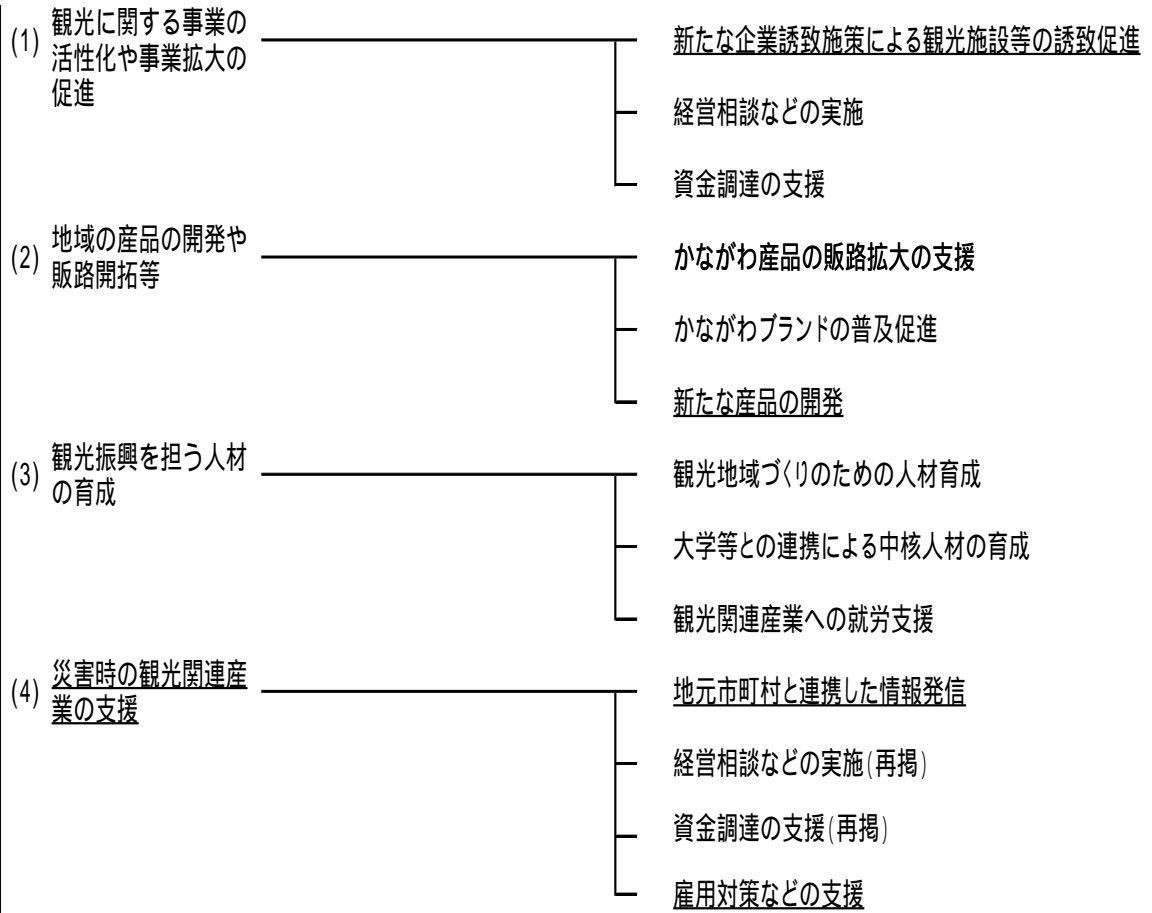 (1) 観光に関する事業の
活性化や事業拡大の
促進
新たな企業誘致施策による観光施設等の誘致促進
経営相談などの実施
資金調達の支援
(2) 地域の産品の開発や
販路開拓等
かながわ産品の販路拡大の支援
かながわブランドの普及促進
新たな産品の開発
(3) 観光振興を担う人材
の育成
観光地域づくりのための人材育成
大学等との連携による中核人材の育成
観光関連産業への就労支援
(4) 災害時の観光関連産
業の支援
地元市町村と連携した情報発信
経営相談などの実施(再掲)
資金調達の支援(再掲)
雇用対策などの支援